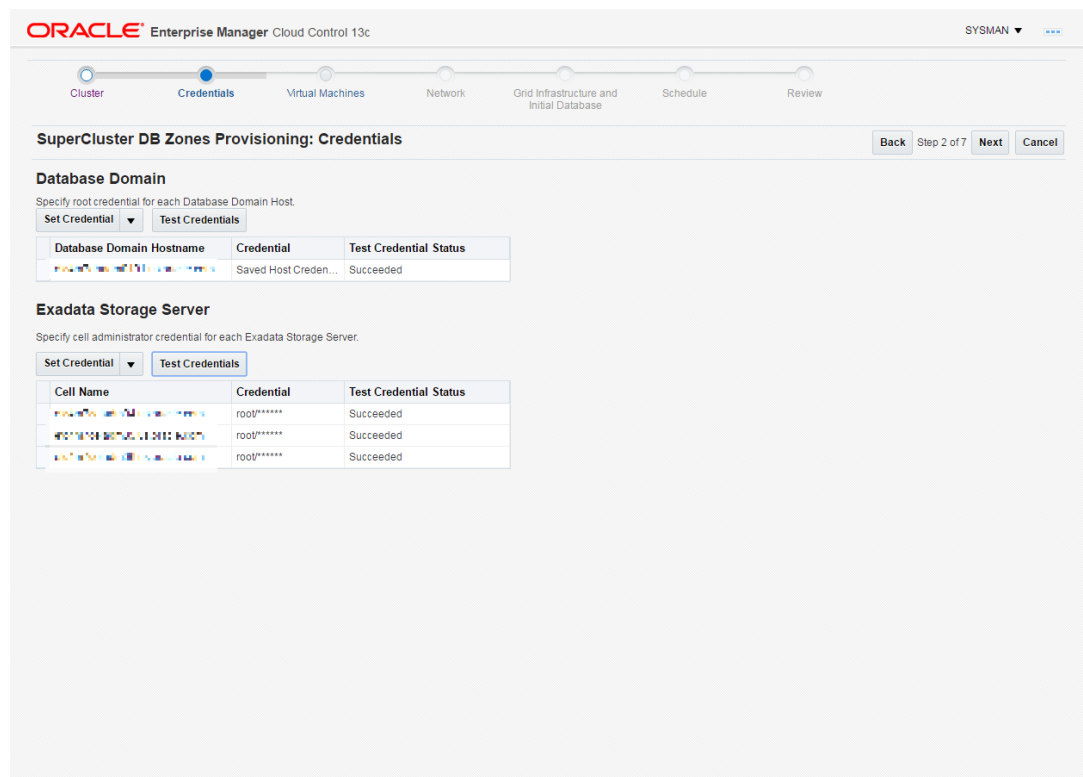 ORACLE Enterprise Manager Cloud Control 13c SYSMAN
Cluster Credentials Virtual Machines Network Grid Infrastructure and Schedule Review
Initial Database
SuperCluster DB Zones Provisioning: Credentials Back Step 2 of 7 Next Cancel
Database Domain
Specify root credential for each Database Domain Host.
Set Credential Test Credentials
Database Domain Hostname Credential Test Credential Status
Saved Host Creden... Succeeded
Exadata Storage Server
Specify cell administrator credential for each Exadata Storage Server.
Set Credential Test Credentials
Cell Name Credential Test Credential Status
root/****** Succeeded
root/****** Succeeded
root/****** Succeeded